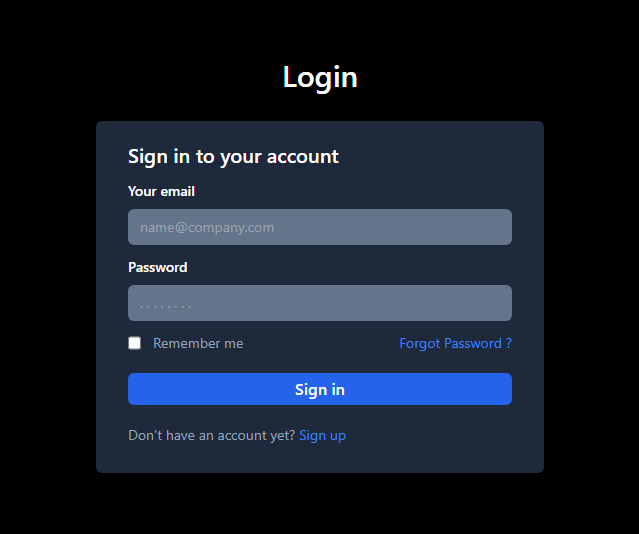 Login
Sign in to your account
Your email
name@company.com
Password
........
Remember me Forgot Password ?
Sign in
Don't have an account yet? Sign up